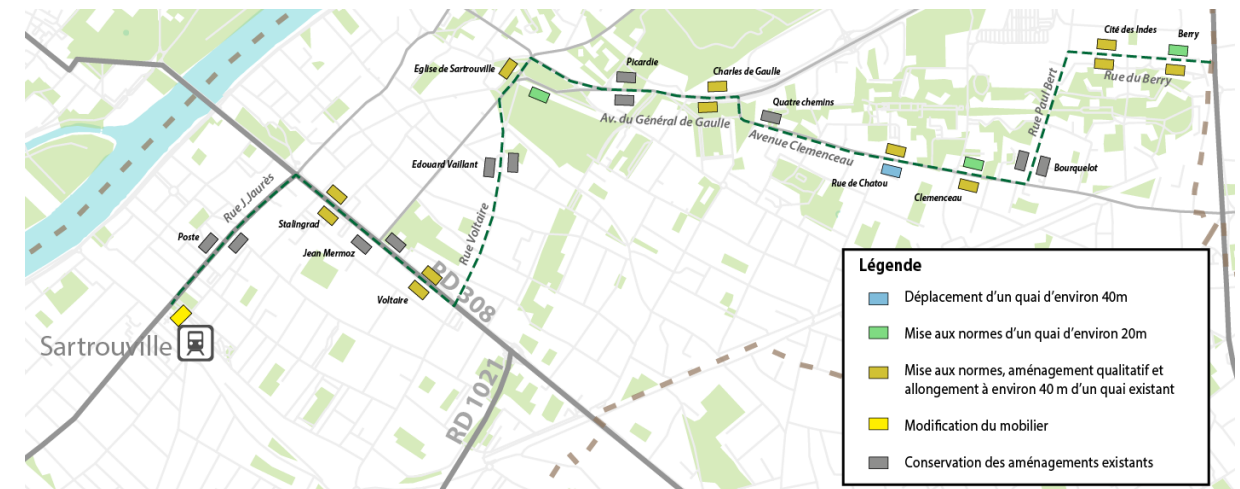 Cité des Indes
Berry
Rue du Berry
Eglise de Sartrouville
Picardie
Charles de Gaulle
Av. du Général de Gaulle
Quatre chemins
Avenue Clemenceau
Rue Paul Bert
Bourquelot
Rue de Chatou
Clemenceau
Edouard Vaillant
Rue Voltaire
Rue J.Jaurès
Poste
Stalingrad
Jean Mermoz
Voltaire
RD 308
RD 1021
Sartrouville
Légende
Déplacement d’un quai d’environ 40m
Mise aux normes d’un quai d’environ 20m
Mise aux normes, aménagement qualitatif et
allongement à environ 40 m d’un quai existant
Modification du mobilier
Conservation des aménagements existants